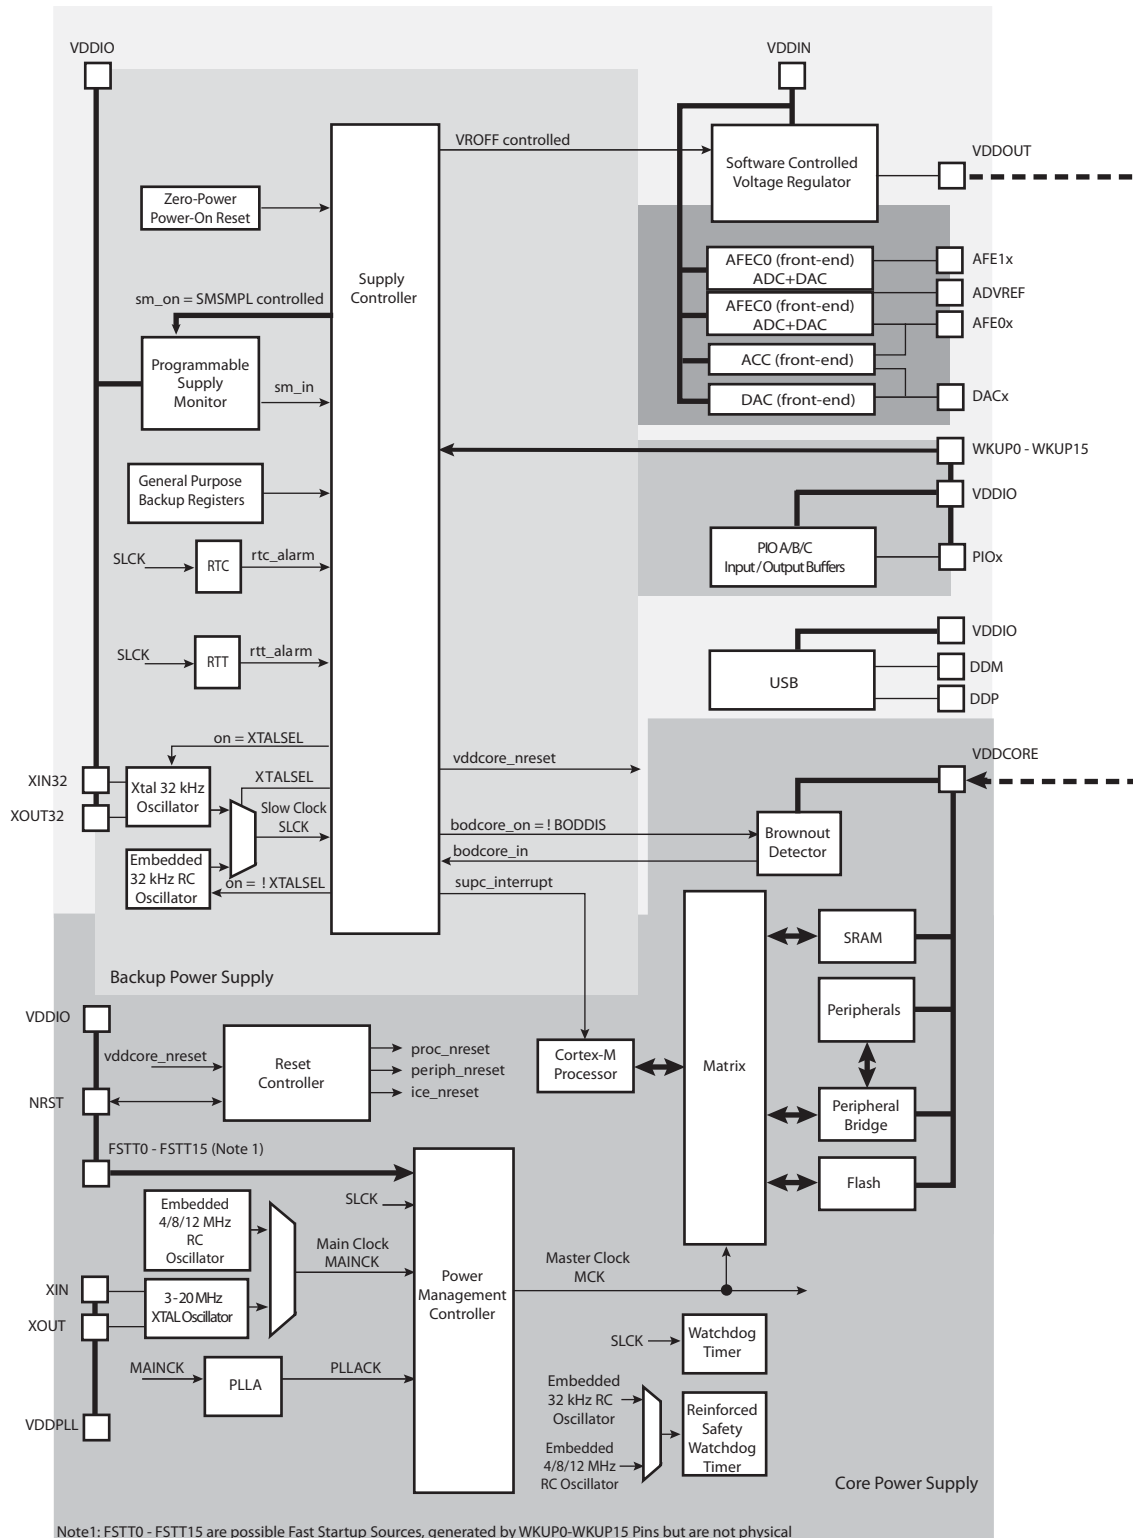 VDDIO
VDDIN
VROFF controlled
Software Controlled
Voltage Regulator
VDDOUT
Zero-Power
Power-On Reset
Supply
Controller
AFEC0 (front-end)
ADC+DAC
AFE1x
ADVREF
sm_on = SMSMPL controlled
AFEC0 (front-end)
ADC+DAC
AFE0x
Programmable
Supply
Monitor
sm_in
ACC (front-end)
DAC (front-end)
DACx
WKUP0 - WKUP15
General Purpose
Backup Registers
VDDIO
PIO A/B/C
Input / Output Buffers
PIOx
SLCK
RTC
rtc_alarm
SLCK
RTT
rtt_alarm
VDDIO
USB
DDM
DDP
on = XTALSEL
vddcore_nreset
VDDCORE
XIN32
XOUT32
Xtal 32 kHz
Oscillator
XTALSEL
Slow Clock
SLCK
bodcore_on = ! BODDIS
bodcore_in
Brownout
Detector
Embedded
32 kHz RC
Oscillator
on = ! XTALSEL
supc_interrupt
SRAM
Backup Power Supply
Peripherals
VDDIO
vddcore_nreset
Reset
Controller
proc_nreset
periph_nreset
ice_nreset
Cortex-M
Processor
Matrix
NRST
Peripheral
Bridge
FSTT0 - FSTT15 (Note 1)
Flash
SLCK
Embedded
4/8/12 MHz
RC
Oscillator
Main Clock
MAINCK
Power
Management
Controller
Master Clock
MCK
XIN
XOUT
3-20 MHz
XTAL Oscillator
SLCK
Watchdog
Timer
MAINCK
PLLA
PLLACK
Embedded
32 kHz RC
Oscillator
Reinforced
Safety
Watchdog
Timer
VDDPLL
Embedded
4/8/12 MHz
RC Oscillator
Core Power Supply
Note1: FSTT0 - FSTT15 are possible Fast Startup Sources, generated by WKUP0-WKUP15 Pins but are not physical